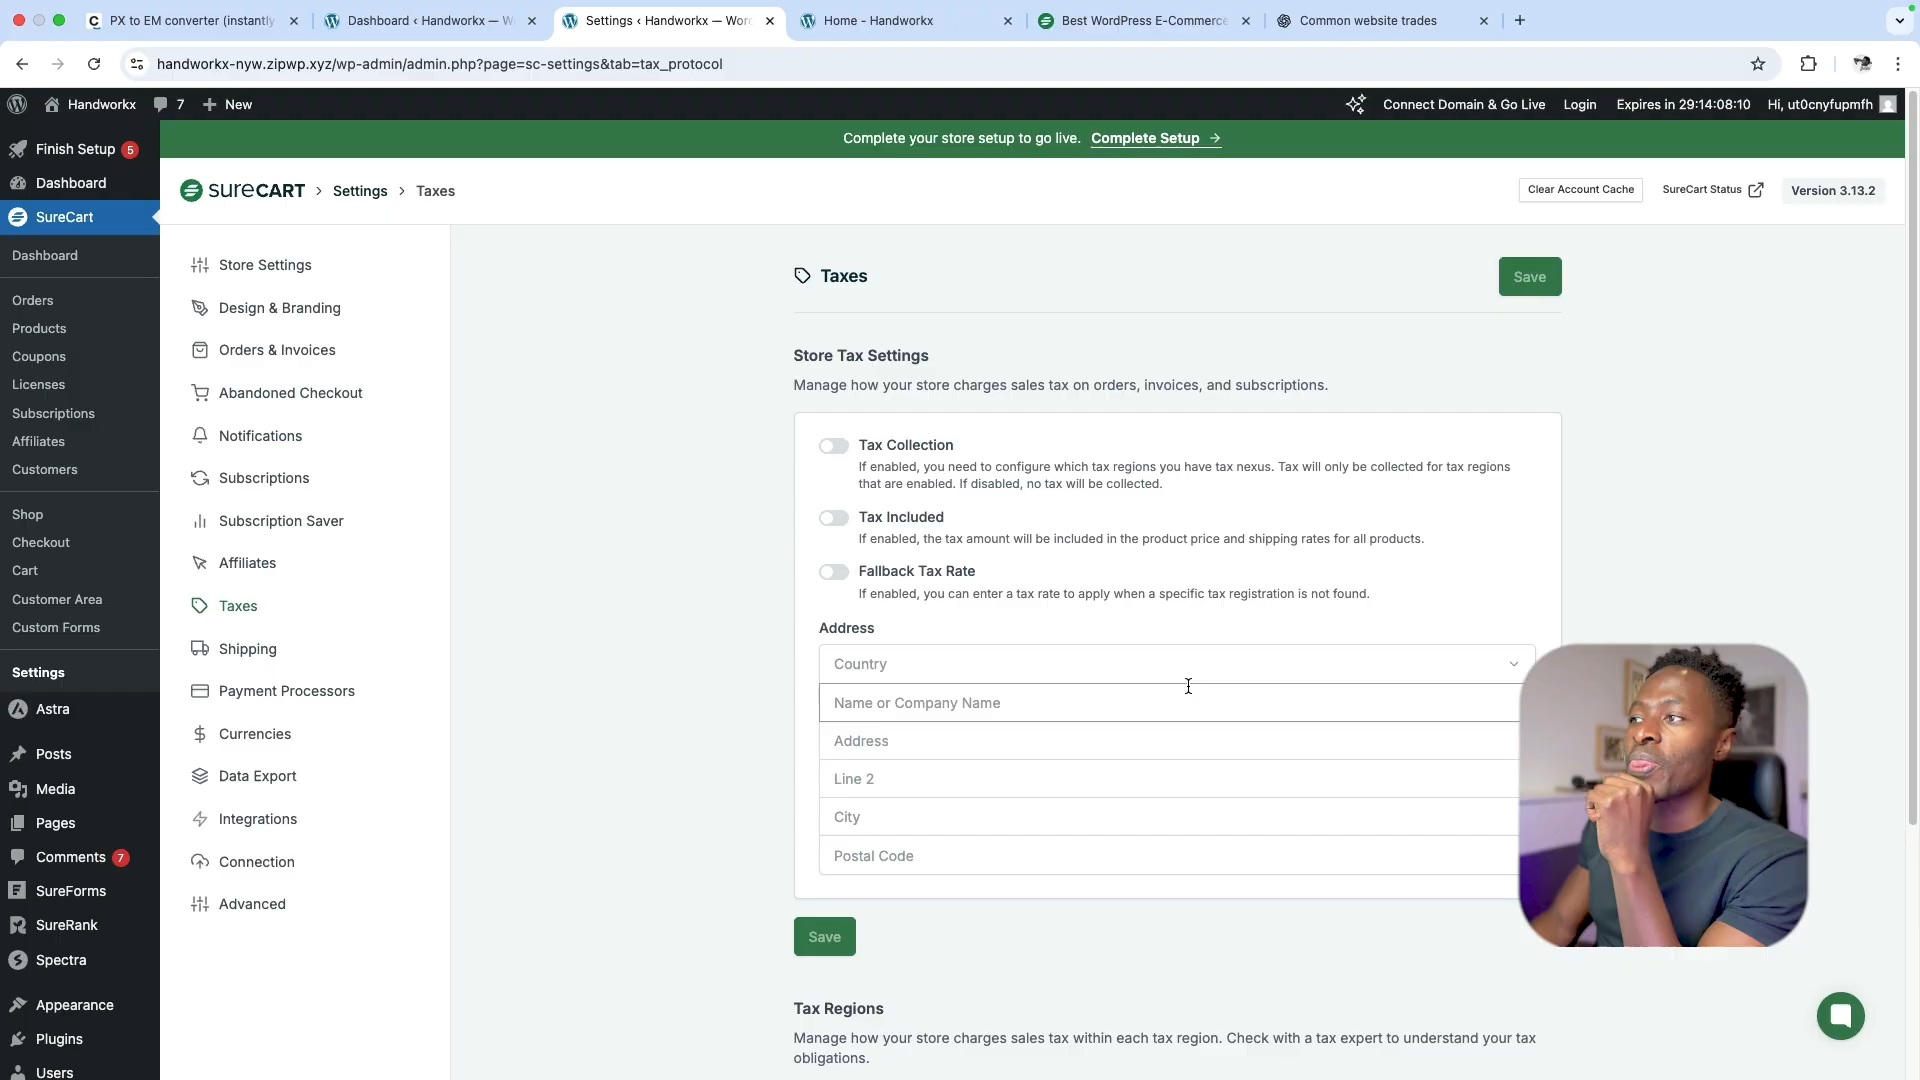 PX to EM converter (instantly
Dashboard ‹ Handworkx — W
Settings ‹ Handworkx — Word
Home - Handworkx
Best WordPress E-Commerce
Common website trades
handworkx-nyw.zipwp.xyz/wp-admin/admin.php?page=sc-settings&tab=tax_protocol
Handworkx
7
New
Connect Domain & Go Live
Login
Expires in 29:14:08:10
Hi, ut0cnyfupmfh
Complete your store setup to go live. Complete Setup →
Finish Setup 5
Dashboard
SureCart
Dashboard
Orders
Products
Coupons
Licenses
Subscriptions
Affiliates
Customers
Shop
Checkout
Cart
Customer Area
Custom Forms
Settings
Astra
Posts
Media
Pages
Comments 7
SureForms
SureRank
Spectra
Appearance
Plugins
Users
SURECART > Settings > Taxes
Clear Account Cache
SureCart Status
Version 3.13.2
Store Settings
Design & Branding
Orders & Invoices
Abandoned Checkout
Notifications
Subscriptions
Subscription Saver
Affiliates
Taxes
Shipping
Payment Processors
Currencies
Data Export
Integrations
Connection
Advanced
Taxes
Save
Store Tax Settings
Manage how your store charges sales tax on orders, invoices, and subscriptions.
Tax Collection
If enabled, you need to configure which tax regions you have tax nexus. Tax will only be collected for tax regions
that are enabled. If disabled, no tax will be collected.
Tax Included
If enabled, the tax amount will be included in the product price and shipping rates for all products.
Fallback Tax Rate
If enabled, you can enter a tax rate to apply when a specific tax registration is not found.
Address
Country
Name or Company Name
Address
Line 2
City
Postal Code
Save
Tax Regions
Manage how your store charges sales tax within each tax region. Check with a tax expert to understand your tax
obligations.